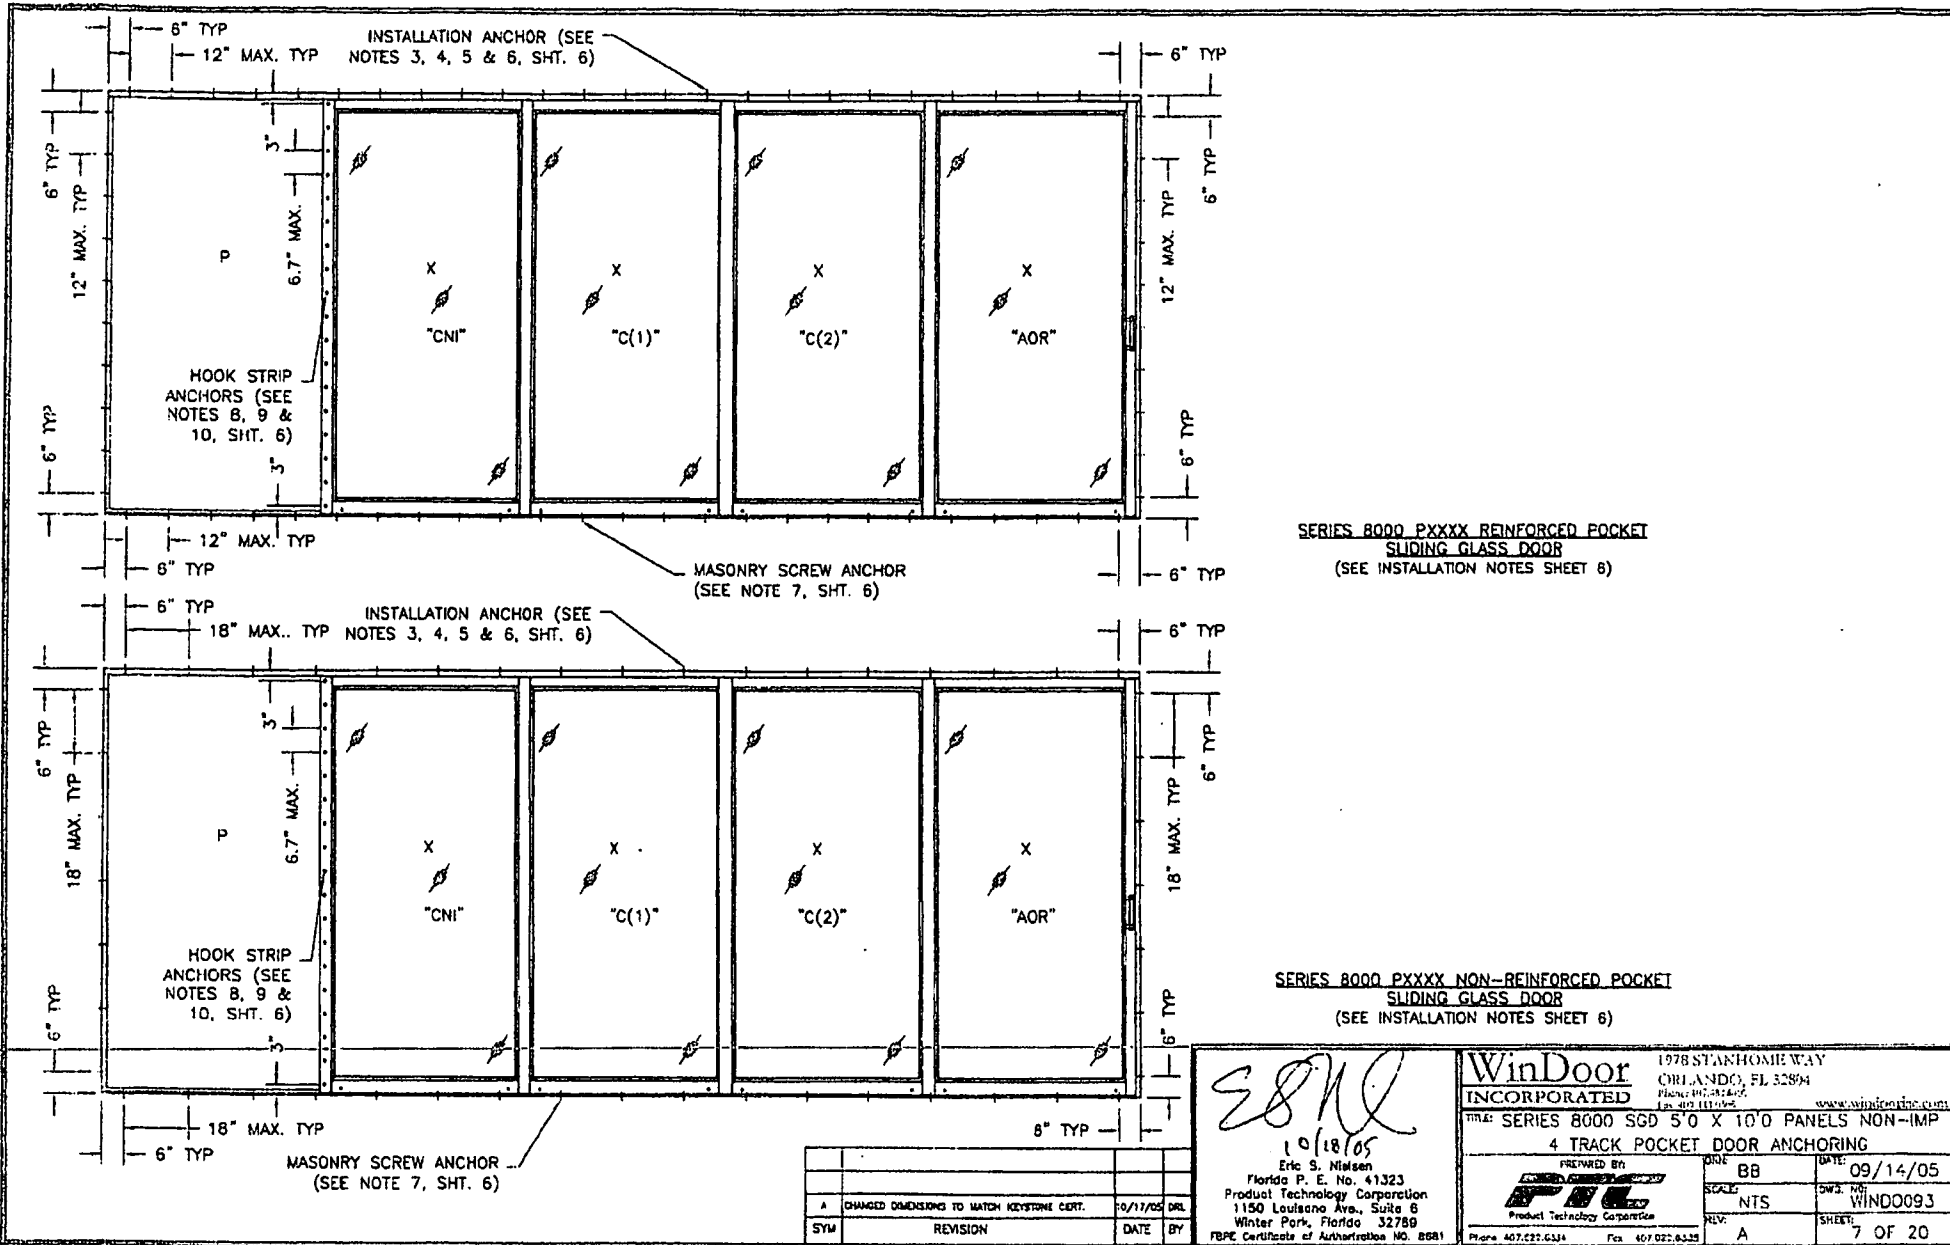 6" TYP
12" MAX. TYP
INSTALLATION ANCHOR (SEE
NOTES 3, 4, 5 & 6, SHT. 6)
6" TYP
6" TYP
12" MAX. TYP
3"
6.7" MAX.
P
X
X
X
X
"CNI"
"C(1)"
"C(2)"
"AOR"
12" MAX. TYP
6" TYP
HOOK STRIP
ANCHORS (SEE
NOTES 8, 9 &
10, SHT. 6)
6" TYP
3"
6" TYP
12" MAX. TYP
6" TYP
MASONRY SCREW ANCHOR
(SEE NOTE 7, SHT. 6)
6" TYP
SERIES 8000 PXXXX REINFORCED POCKET
SLIDING GLASS DOOR
(SEE INSTALLATION NOTES SHEET 6)
6" TYP
18" MAX.. TYP
INSTALLATION ANCHOR (SEE
NOTES 3, 4, 5 & 6, SHT. 6)
6" TYP
6" TYP
18" MAX. TYP
3"
6.7" MAX.
P
X
X
X
X
"CNI"
"C(1)"
"C(2)"
"AOR"
18" MAX. TYP
6" TYP
HOOK STRIP
ANCHORS (SEE
NOTES 8, 9 &
10, SHT. 6)
6" TYP
3"
6" TYP
18" MAX. TYP
6" TYP
MASONRY SCREW ANCHOR
(SEE NOTE 7, SHT. 6)
6" TYP
SERIES 8000 PXXXX NON-REINFORCED POCKET
SLIDING GLASS DOOR
(SEE INSTALLATION NOTES SHEET 6)
A CHANGED DIMENSIONS TO MATCH KEYSTONE CERT. 10/17/05 DRL
SYM REVISION DATE BY
10/18/05
Eric S. Nielsen
Florida P. E. No. 41323
Product Technology Corporation
1150 Louisana Ave., Suite 6
Winter Park, Florida 32789
FBPE Certificate of Authorization NO. 8681
WinDoor
INCORPORATED
1978 STANHOME WAY
ORLANDO, FL 32804
www.windoorinc.com
TITLE: SERIES 8000 SGD 5'0 X 10'0 PANELS NON-IMP
4 TRACK POCKET DOOR ANCHORING
PREPARED BY:
PTC
Product Technology Corporation
BB
DATE: 09/14/05
SCALE: NTS
DWG. NO: WINDO093
REV: A
SHEET: 7 OF 20